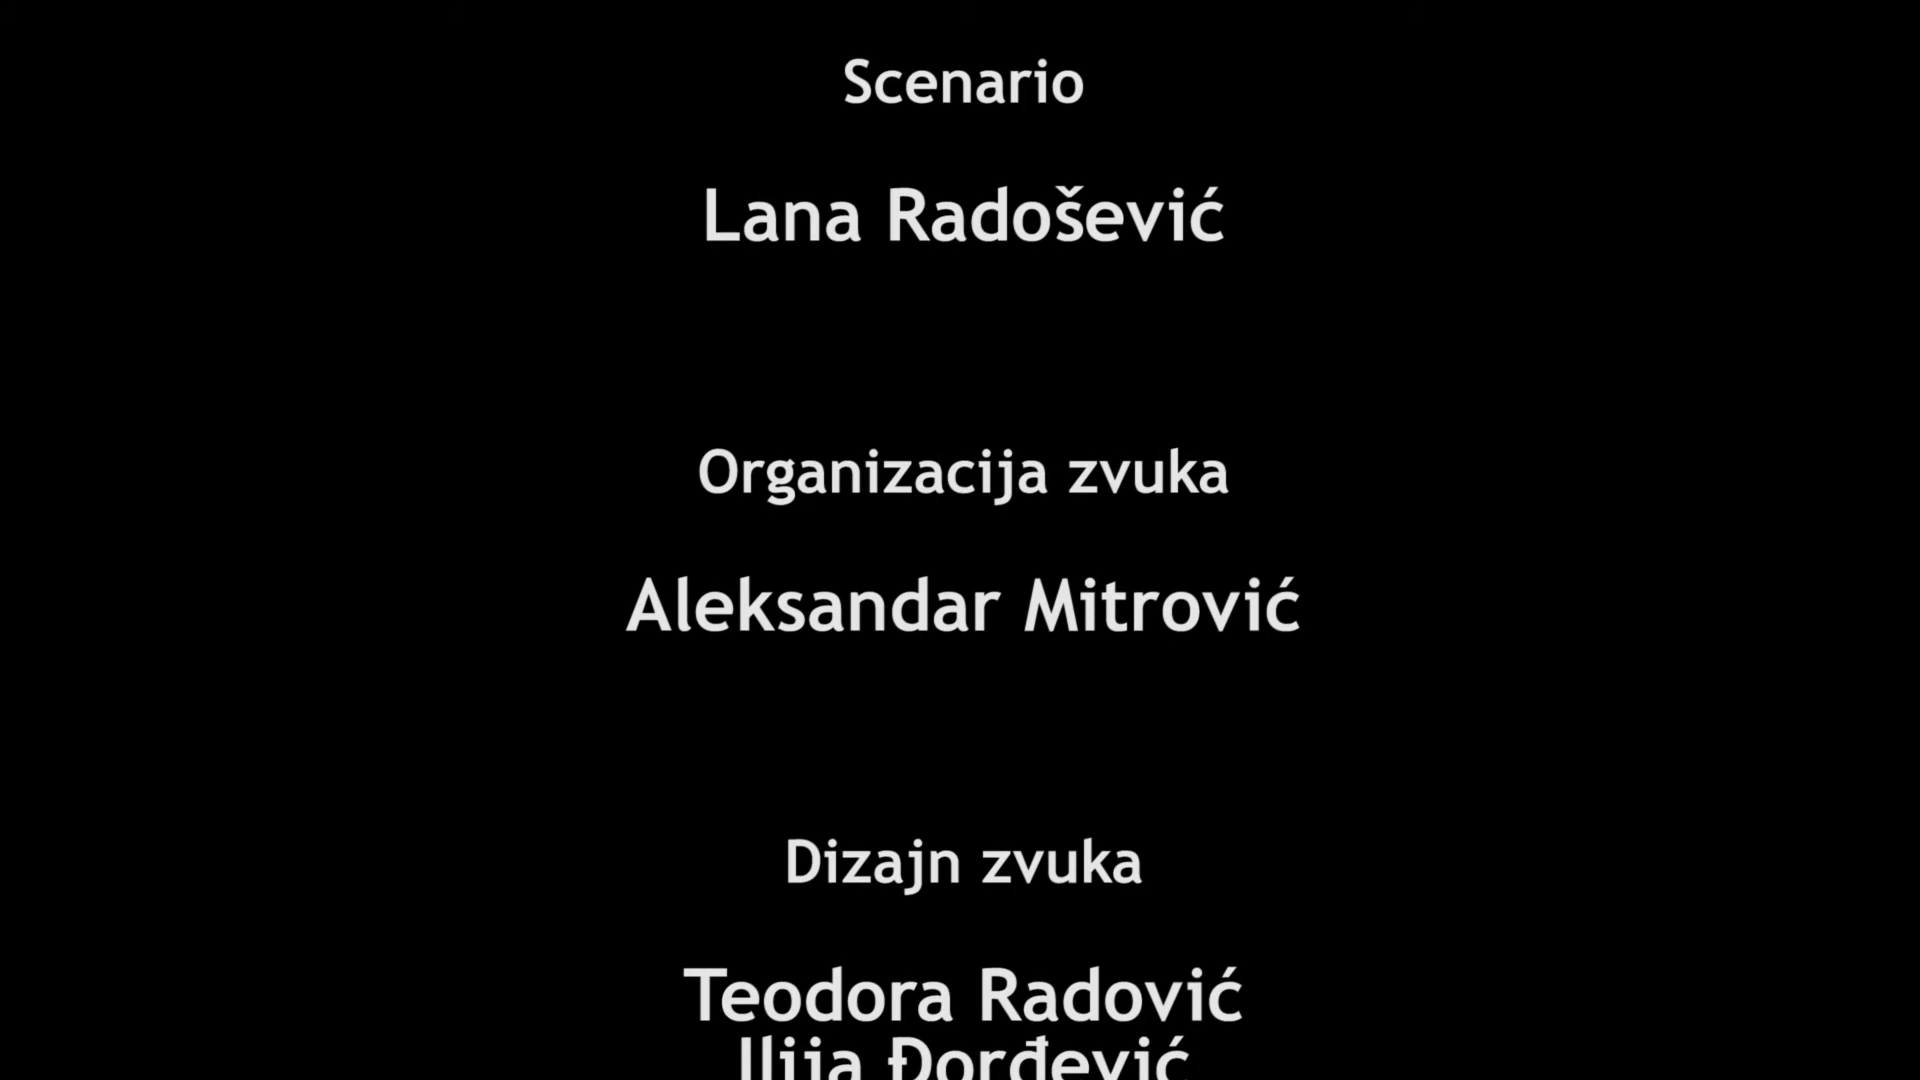 Scenario
Lana Radošević
Organizacija zvuka
Aleksandar Mitrović
Dizajn zvuka
Teodora Radović
Ilija Đorđević